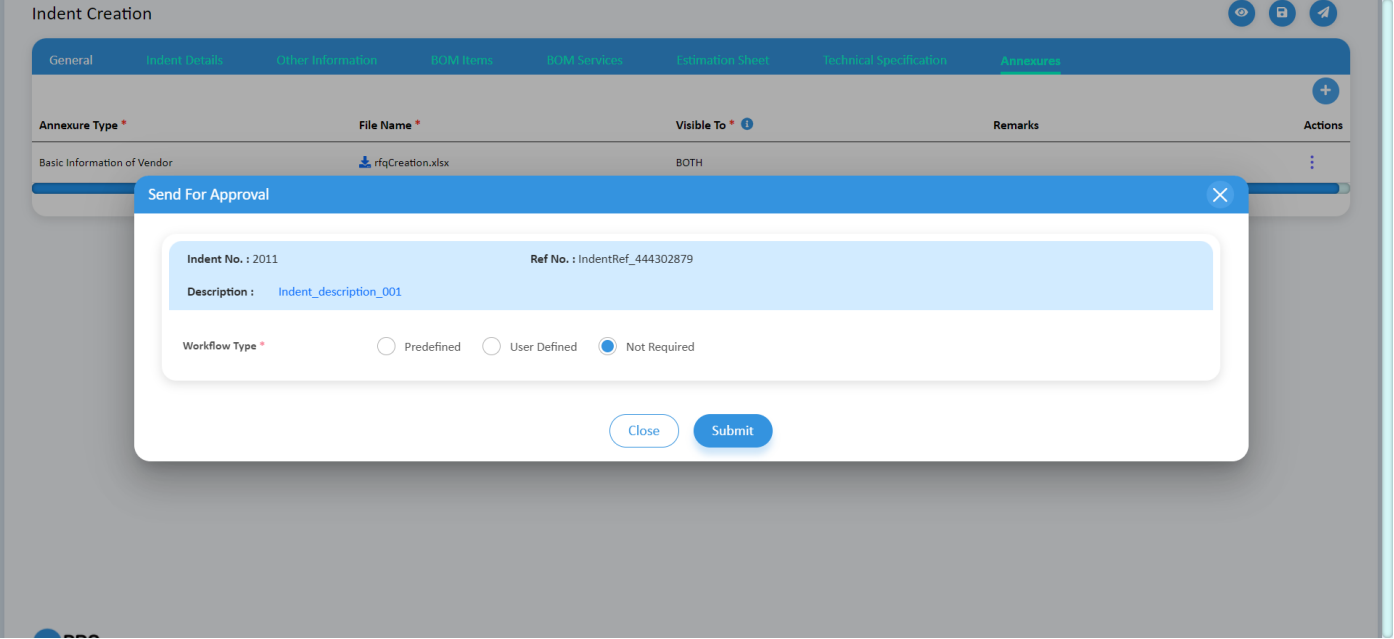 Indent Creation
General Indent Details Other Information BOM Items BOM Services Estimation Sheet Technical Specification Annexures
Annexure Type * File Name * Visible To * Remarks Actions
Basic Information of Vendor rfqCreation.xlsx BOTH
Send For Approval
Indent No. : 2011 Ref No. : IndentRef_444302879
Description : Indent_description_001
Workflow Type * Predefined User Defined Not Required
Close Submit